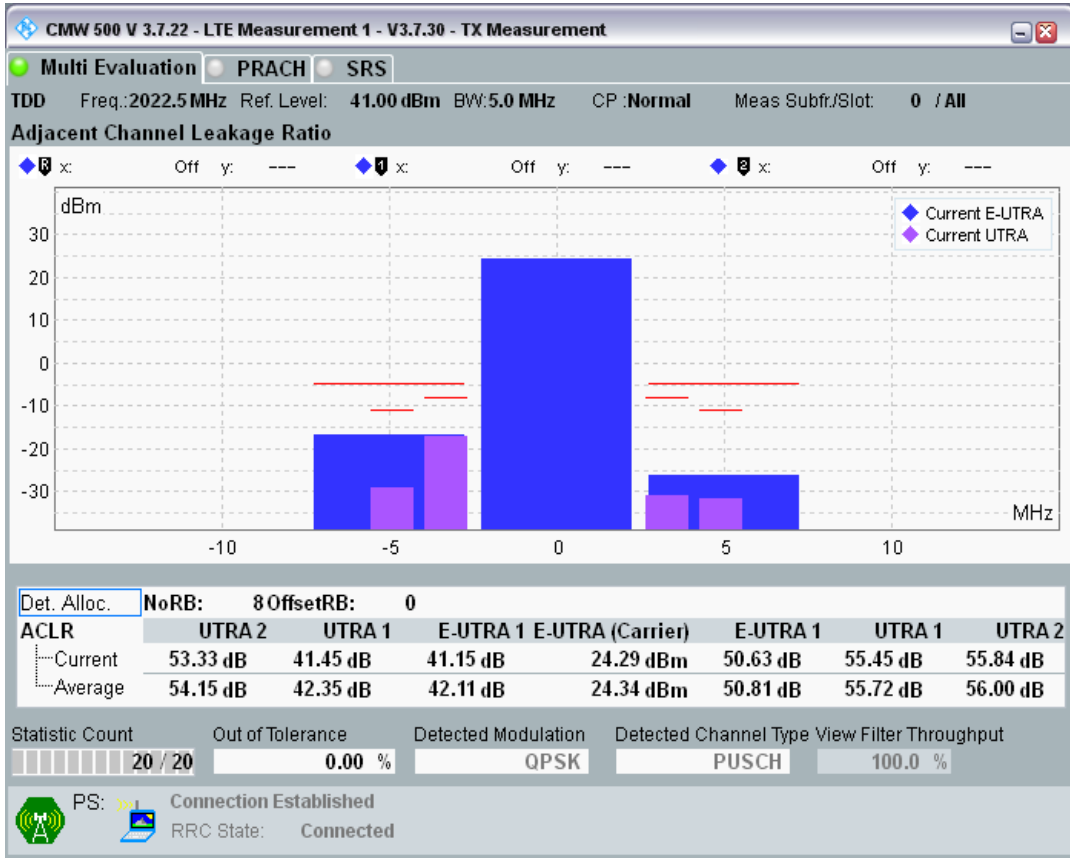 CMW 500 V 3.7.22 - LTE Measurement 1 - V3.7.30 - TX Measurement
Multi Evaluation PRACH SRS
TDD Freq.:2022.5 MHz Ref. Level: 41.00 dBm BW:5.0 MHz CP :Normal Meas Subfr./Slot: 0 / All
Adjacent Channel Leakage Ratio
R x: Off y: --- 1 x: Off y: --- 2 x: Off y: ---
dBm
Current E-UTRA
Current UTRA
30
20
10
0
-10
-20
-30
MHz
-10 -5 0 5 10
Det. Alloc. NoRB: 8 OffsetRB: 0
ACLR UTRA 2 UTRA 1 E-UTRA 1 E-UTRA (Carrier) E-UTRA 1 UTRA 1 UTRA 2
Current 53.33 dB 41.45 dB 41.15 dB 24.29 dBm 50.63 dB 55.45 dB 55.84 dB
Average 54.15 dB 42.35 dB 42.11 dB 24.34 dBm 50.81 dB 55.72 dB 56.00 dB
Statistic Count Out of Tolerance Detected Modulation Detected Channel Type View Filter Throughput
20 / 20 0.00 % QPSK PUSCH 100.0 %
PS: Connection Established
RRC State: Connected